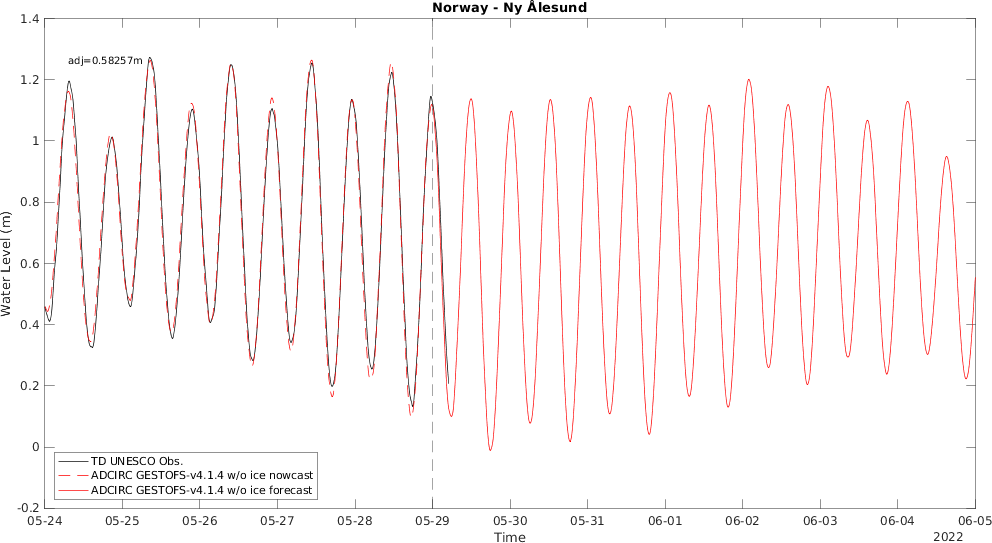 Norway - Ny Ålesund
1.4
1.2
1
0.8
0.6
0.4
0.2
0
-0.2
Water Level (m)
adj=0.58257m
TD UNESCO Obs.
ADCIRC GESTOFS-v4.1.4 w/o ice nowcast
ADCIRC GESTOFS-v4.1.4 w/o ice forecast
05-24 05-25 05-26 05-27 05-28 05-29 05-30 05-31 06-01 06-02 06-03 06-04 06-05
Time
2022